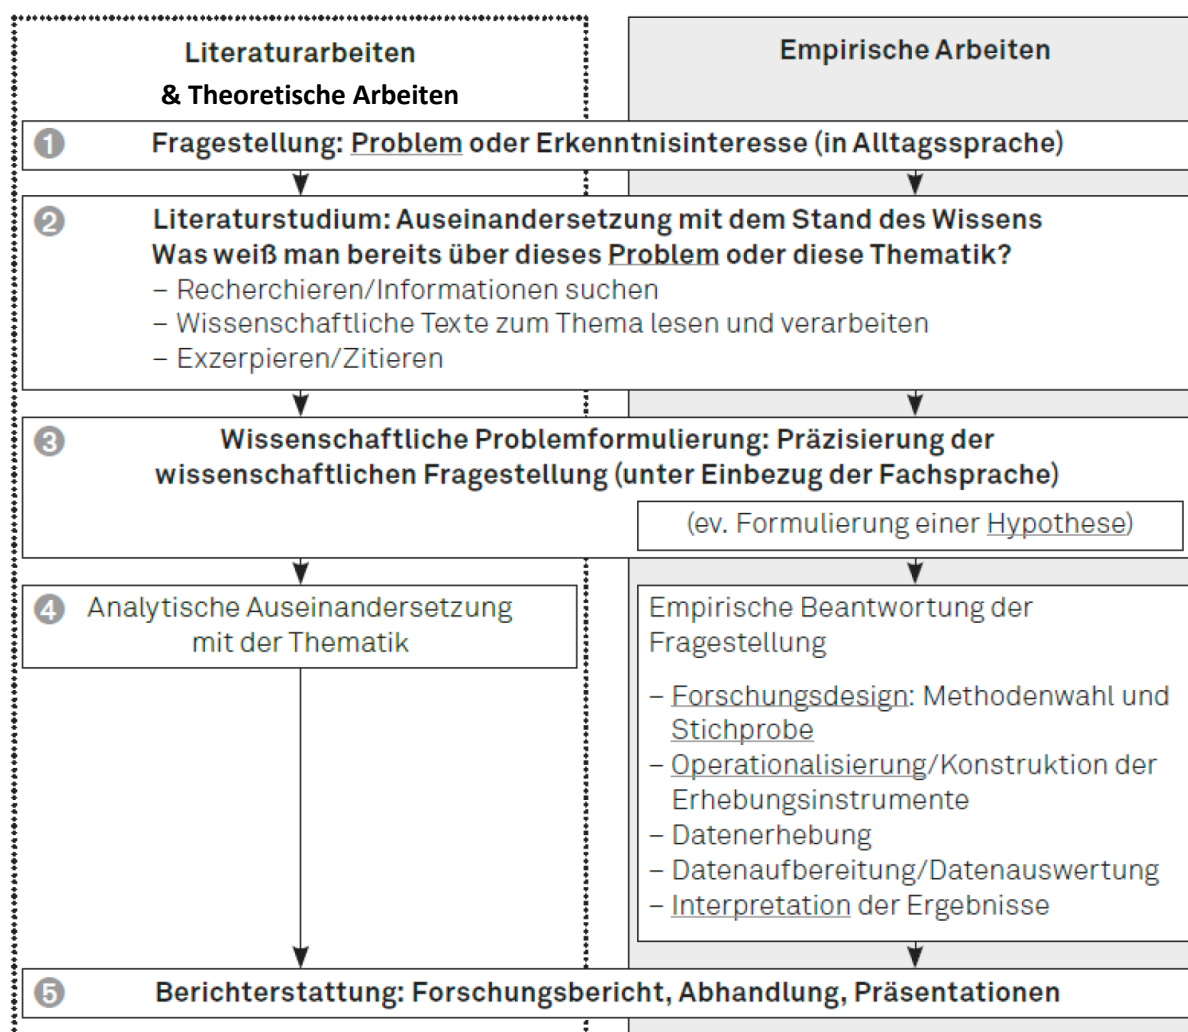 Literaturarbeiten
& Theoretische Arbeiten
Empirische Arbeiten
1 Fragestellung: Problem oder Erkenntnisinteresse (in Alltagssprache)
2 Literaturstudium: Auseinandersetzung mit dem Stand des Wissens
Was weiß man bereits über dieses Problem oder diese Thematik?
– Recherchieren/Informationen suchen
– Wissenschaftliche Texte zum Thema lesen und verarbeiten
– Exzerpieren/Zitieren
3 Wissenschaftliche Problemformulierung: Präzisierung der
wissenschaftlichen Fragestellung (unter Einbezug der Fachsprache)
(ev. Formulierung einer Hypothese)
4 Analytische Auseinandersetzung
mit der Thematik
Empirische Beantwortung der
Fragestellung
– Forschungsdesign: Methodenwahl und
Stichprobe
– Operationalisierung/Konstruktion der
Erhebungsinstrumente
– Datenerhebung
– Datenaufbereitung/Datenauswertung
– Interpretation der Ergebnisse
5 Berichterstattung: Forschungsbericht, Abhandlung, Präsentationen